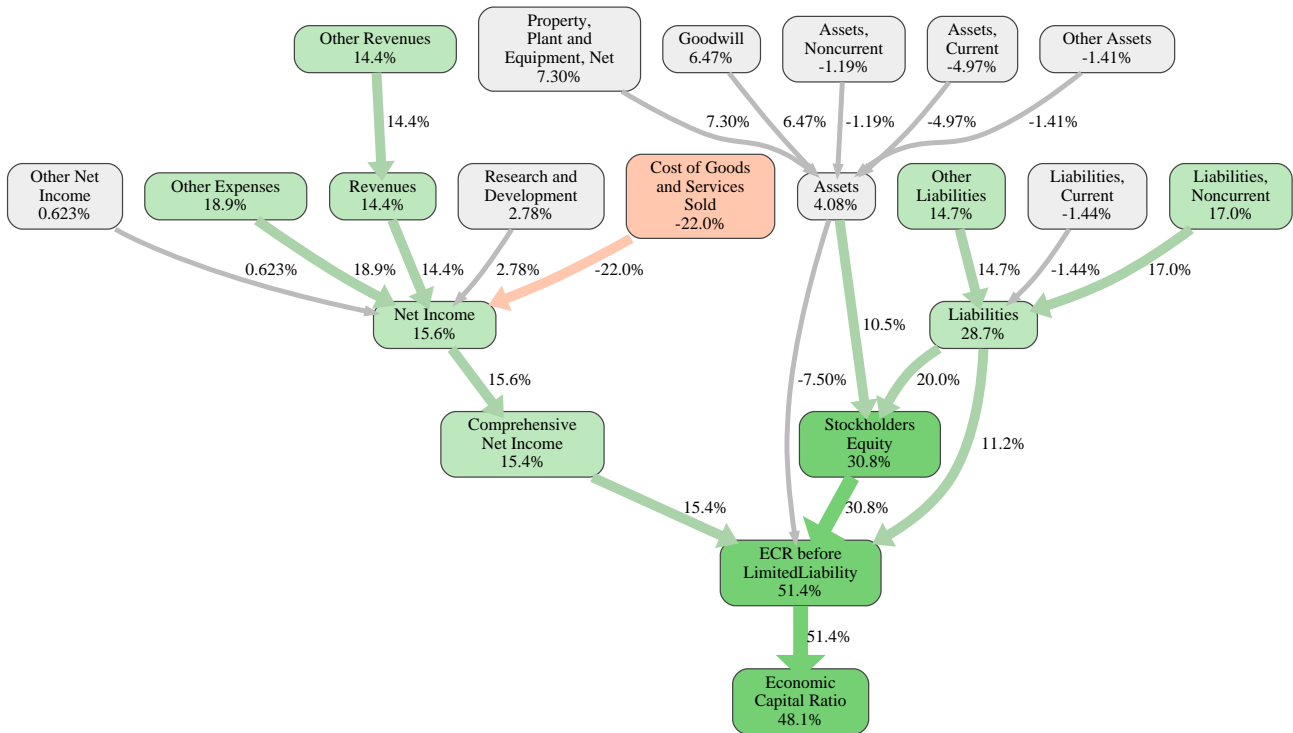 Other Revenues
14.4%
Property,
Plant and
Equipment, Net
7.30%
Goodwill
6.47%
Assets,
Noncurrent
-1.19%
Assets,
Current
-4.97%
Other Assets
-1.41%
14.4%
7.30%
6.47%
-1.19%
-4.97%
-1.41%
Other Net
Income
0.623%
Other Expenses
18.9%
Revenues
14.4%
Research and
Development
2.78%
Cost of Goods
and Services
Sold
-22.0%
Assets
4.08%
Other
Liabilities
14.7%
Liabilities,
Current
-1.44%
Liabilities,
Noncurrent
17.0%
0.623%
18.9%
14.4%
2.78%
-22.0%
14.7%
-1.44%
17.0%
Net Income
15.6%
10.5%
Liabilities
28.7%
15.6%
-7.50%
20.0%
Comprehensive
Net Income
15.4%
Stockholders
Equity
30.8%
11.2%
15.4%
30.8%
ECR before
LimitedLiability
51.4%
51.4%
Economic
Capital Ratio
48.1%